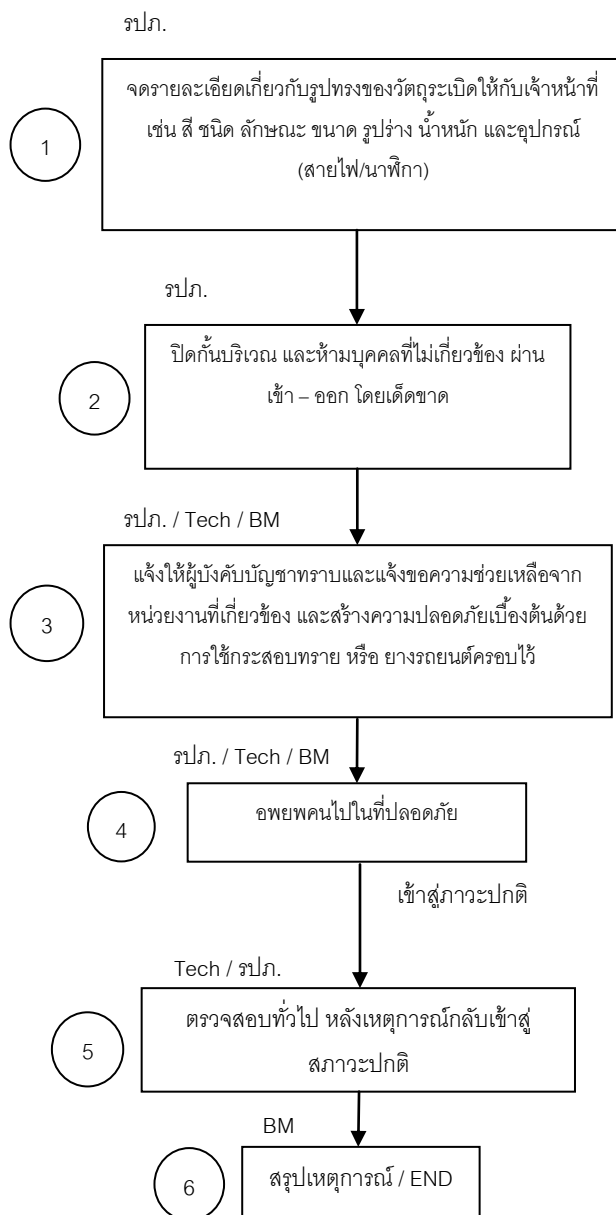 รปภ.
จดรายละเอียดเกี่ยวกับรูปทรงของวัตถุระเบิดให้กับเจ้าหน้าที่
เช่น สี ชนิด ลักษณะ ขนาด รูปร่าง น้ำหนัก และอุปกรณ์
(สายไฟ/นาฬิกา)
1
รปภ.
ปิดกั้นบริเวณ และห้ามบุคคลที่ไม่เกี่ยวข้อง ผ่าน
เข้า – ออก โดยเด็ดขาด
2
รปภ. / Tech / BM
แจ้งให้ผู้บังคับบัญชาทราบและแจ้งขอความช่วยเหลือจาก
หน่วยงานที่เกี่ยวข้อง และสร้างความปลอดภัยเบื้องต้นด้วย
การใช้กระสอบทราย หรือ ยางรถยนต์ครอบไว้
3
รปภ. / Tech / BM
อพยพคนไปในที่ปลอดภัย
4
เข้าสู่ภาวะปกติ
Tech / รปภ.
ตรวจสอบทั่วไป หลังเหตุการณ์กลับเข้าสู่
สภาวะปกติ
5
BM
สรุปเหตุการณ์ / END
6